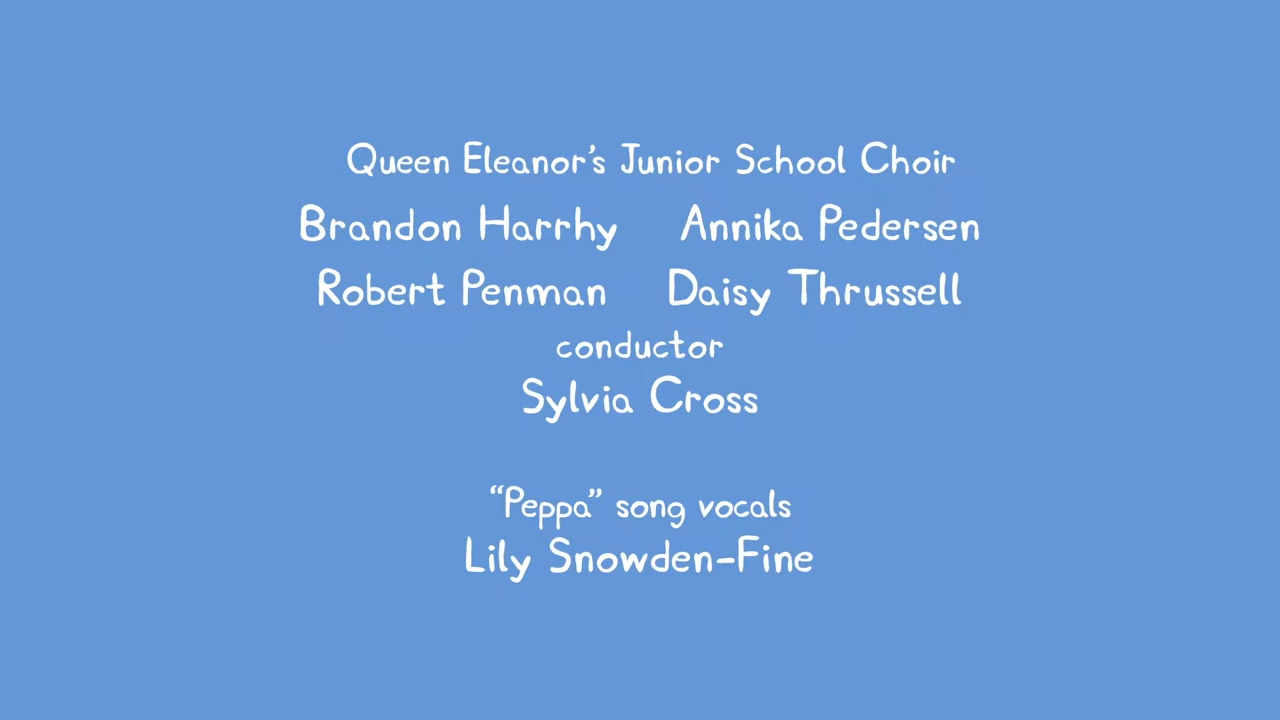 Queen Eleanor's Junior School Choir
Brandon Harrhy Annika Pedersen
Robert Penman Daisy Thrussell
conductor
Sylvia Cross
“Peppa” song vocals
Lily Snowden-Fine